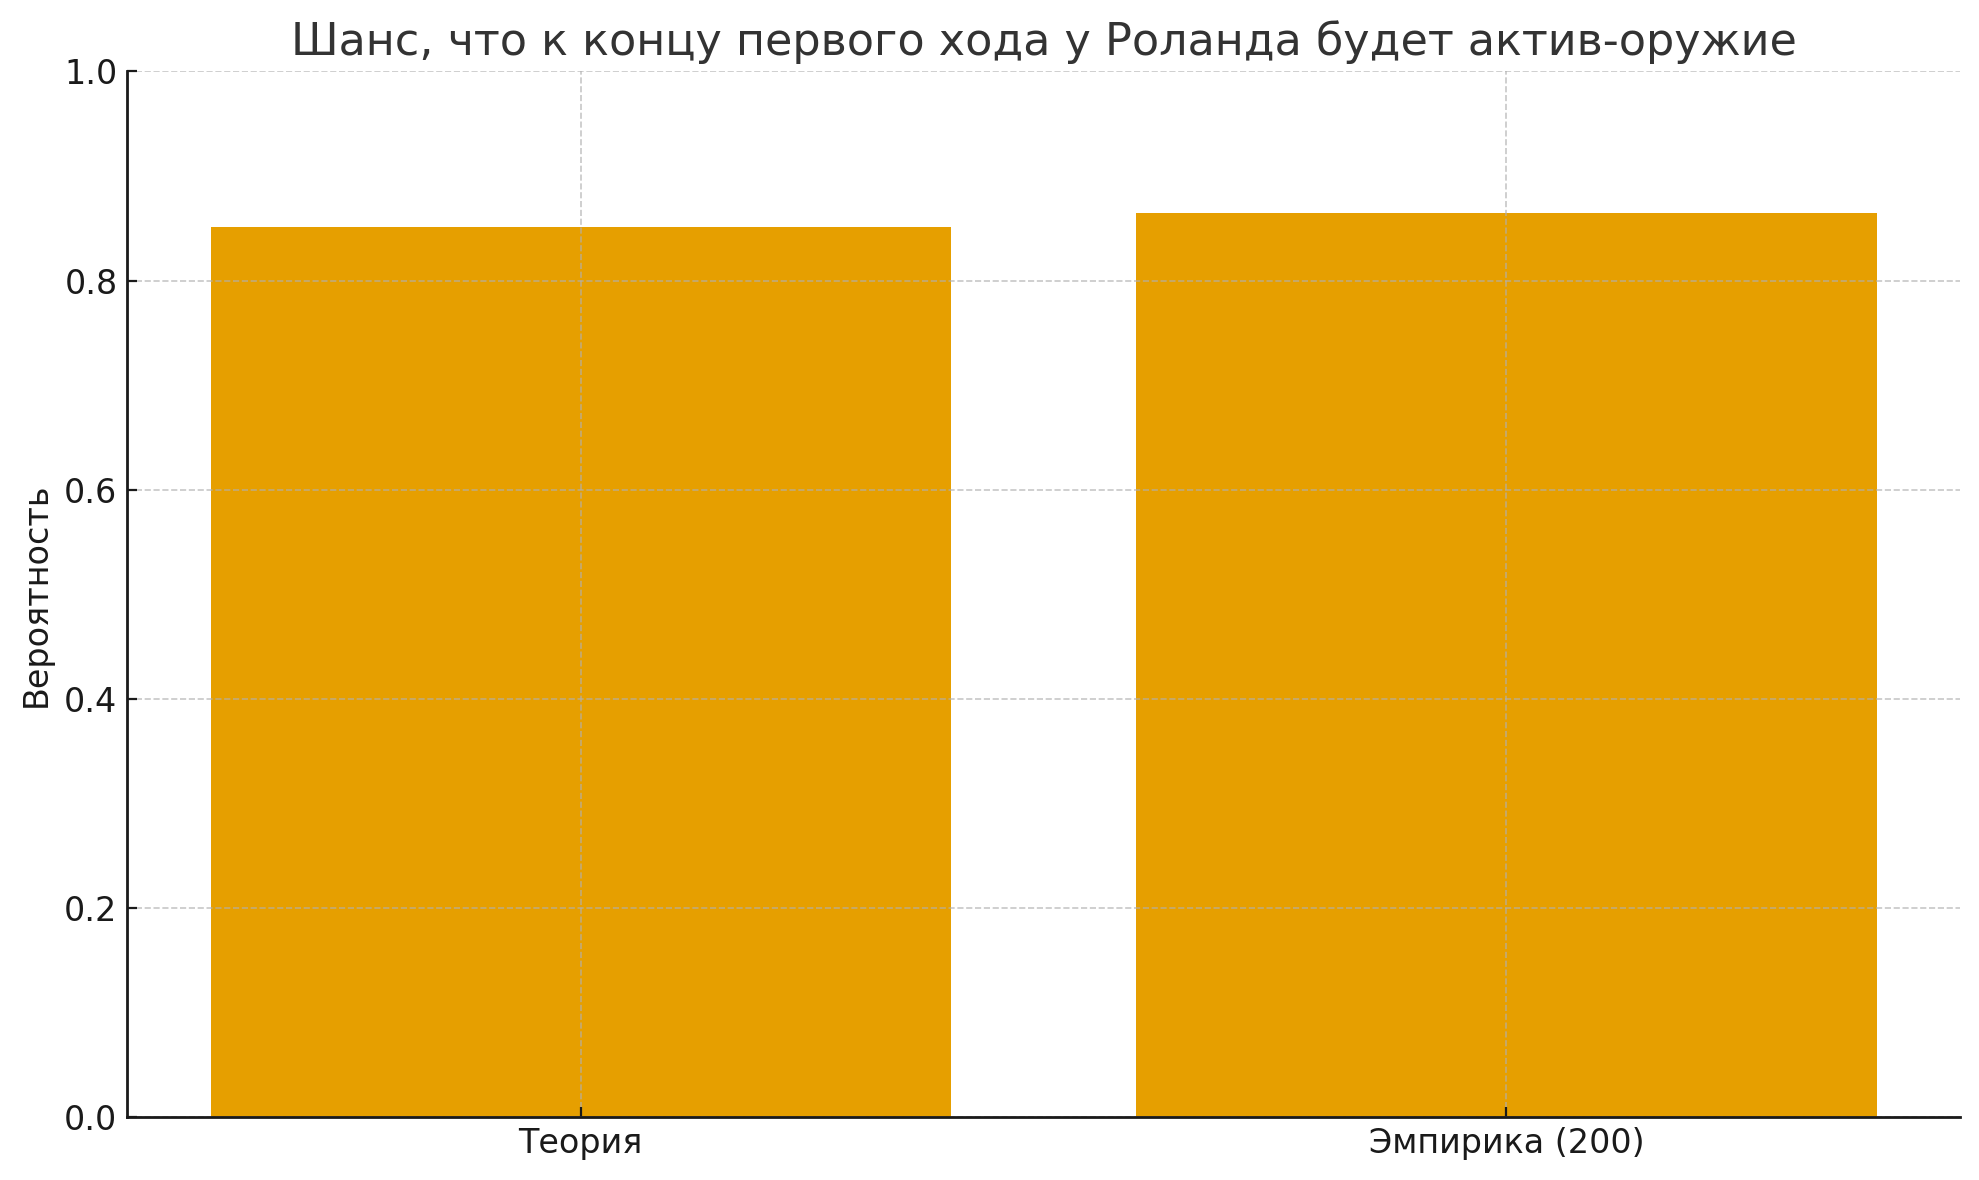 Шанс, что к концу первого хода у Роланда будет актив-оружие
1.0
0.8
0.6
0.4
0.2
0.0
Вероятность
Теория
Эмпирика (200)